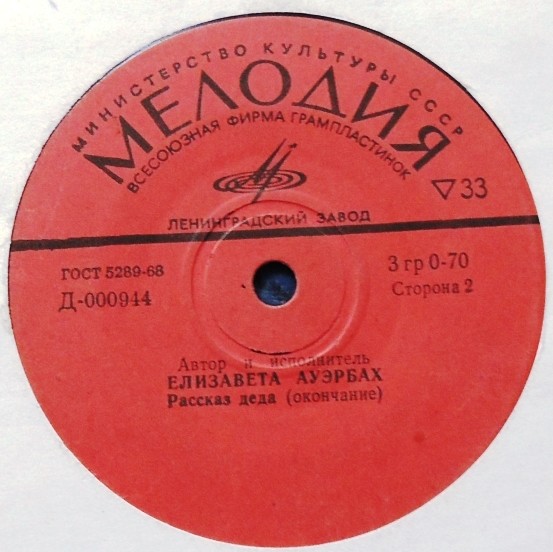 МИНИСТЕРСТВО КУЛЬТУРЫ СССР
МЕЛОДИЯ
ВСЕСОЮЗНАЯ ФИРМА ГРАМПЛАСТИНОК
▽33
ЛЕНИНГРАДСКИЙ ЗАВОД
ГОСТ 5289-68
Д-000944
3 гр 0-70
Сторона 2
Автор и исполнитель
ЕЛИЗАВЕТА АУЭРБАХ
Рассказ деда (окончание)